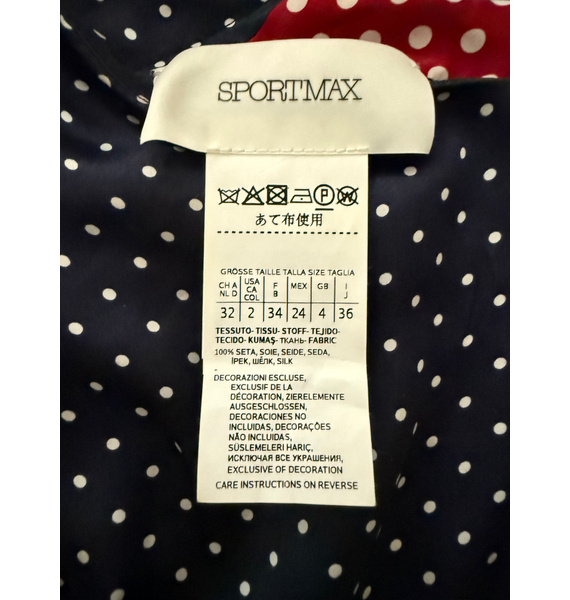 SPORTMAX
P W
あて布使用
GRÖSSE TAILLE TALLA SIZE TAGLIA
CH A NL D
USA CA COL
F B
MEX
GB
I J
32 2 34 24 4 36
TESSUTO- TISSU- STOFF- TEJIDO-
TECIDO- KUMAŞ- ТКАНЬ- FABRIC
100% SETA, SOIE, SEIDE, SEDA,
İPEK, ШЁЛК, SILK
DECORAZIONI ESCLUSE,
EXCLUSIF DE LA
DÉCORATION, ZIERELEMENTE
AUSGESCHLOSSEN,
DECORACIONES NO
INCLUIDAS, DECORAÇÕES
NÃO INCLUIDAS,
SÜSLEMELERI HARIÇ,
ИСКЛЮЧАЯ ВСЕ УКРАШЕНИЯ,
EXCLUSIVE OF DECORATION
CARE INSTRUCTIONS ON REVERSE